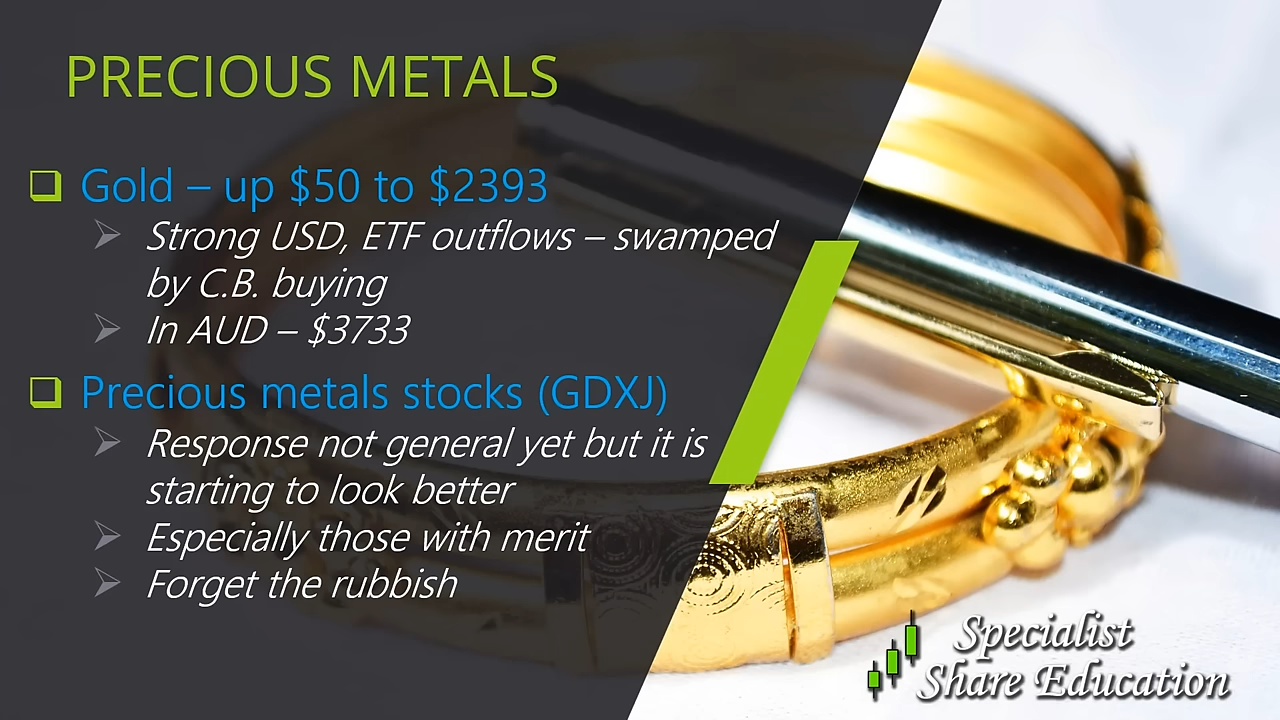 PRECIOUS METALS
Gold – up $50 to $2393
Strong USD, ETF outflows – swamped
by C.B. buying
In AUD – $3733
Precious metals stocks (GDXJ)
Response not general yet but it is
starting to look better
Especially those with merit
Forget the rubbish
Specialist
Share Education